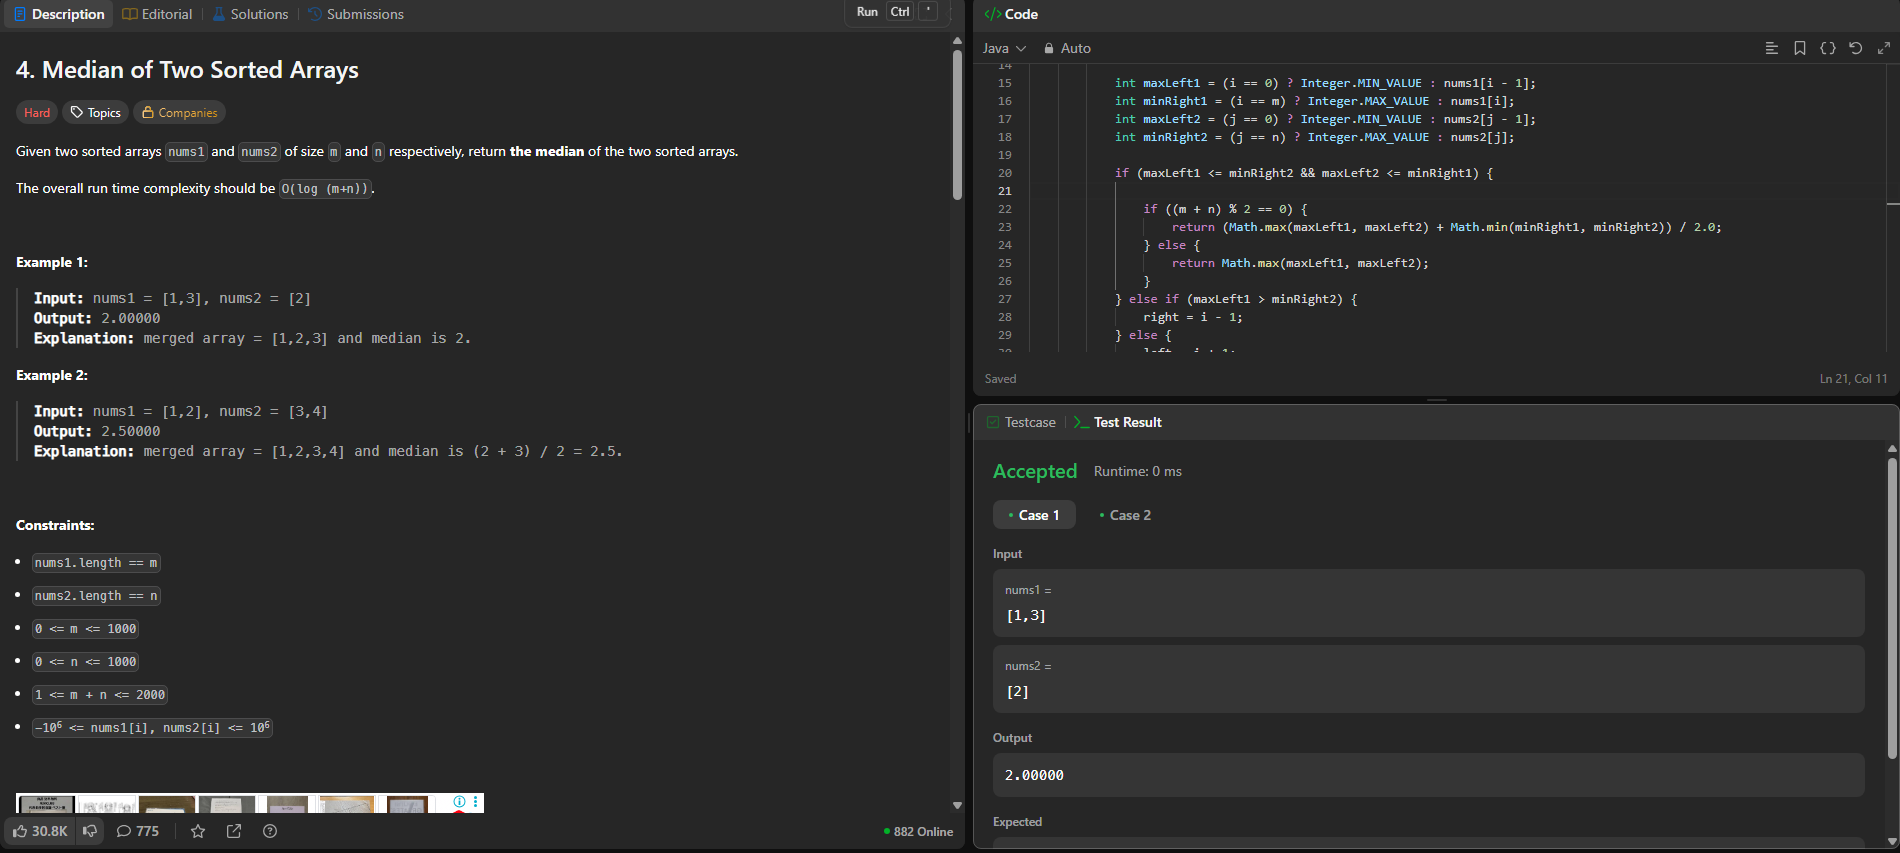 Description
Editorial
Solutions
Submissions
Run Ctrl '
4. Median of Two Sorted Arrays
Hard Topics Companies
Given two sorted arrays nums1 and nums2 of size m and n respectively, return the median of the two sorted arrays.
The overall run time complexity should be O(log (m+n)).
Example 1:
Input: nums1 = [1,3], nums2 = [2]
Output: 2.00000
Explanation: merged array = [1,2,3] and median is 2.
Example 2:
Input: nums1 = [1,2], nums2 = [3,4]
Output: 2.50000
Explanation: merged array = [1,2,3,4] and median is (2 + 3) / 2 = 2.5.
Constraints:
• nums1.length == m
• nums2.length == n
• 0 <= m <= 1000
• 0 <= n <= 1000
• 1 <= m + n <= 2000
• -10⁶ <= nums1[i], nums2[i] <= 10⁶
30.8K 775
882 Online
</> Code
Java Auto
14
15 int maxLeft1 = (i == 0) ? Integer.MIN_VALUE : nums1[i - 1];
16 int minRight1 = (i == m) ? Integer.MAX_VALUE : nums1[i];
17 int maxLeft2 = (j == 0) ? Integer.MIN_VALUE : nums2[j - 1];
18 int minRight2 = (j == n) ? Integer.MAX_VALUE : nums2[j];
19
20 if (maxLeft1 <= minRight2 && maxLeft2 <= minRight1) {
21
22 if ((m + n) % 2 == 0) {
23 return (Math.max(maxLeft1, maxLeft2) + Math.min(minRight1, minRight2)) / 2.0;
24 } else {
25 return Math.max(maxLeft1, maxLeft2);
26 }
27 } else if (maxLeft1 > minRight2) {
28 right = i - 1;
29 } else {
30 left = i + 1;
Saved
Ln 21, Col 11
Testcase
>_ Test Result
Accepted Runtime: 0 ms
• Case 1 • Case 2
Input
nums1 =
[1,3]
nums2 =
[2]
Output
2.00000
Expected